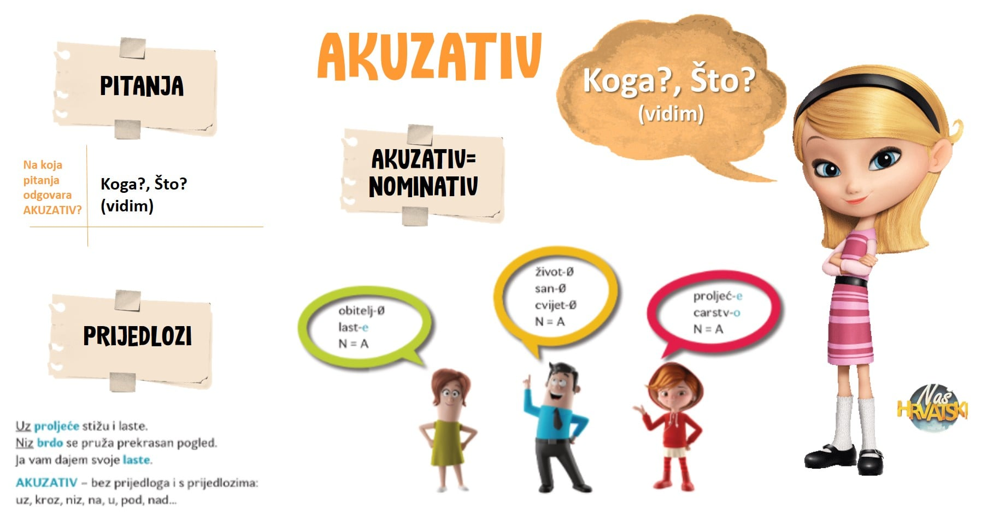 PITANJA
Na koja
pitanja
odgovara
AKUZATIV?
Koga?, Što?
(vidim)
PRIJEDLOZI
Uz proljeće stižu i laste.
Niz brdo se pruža prekrasan pogled.
Ja vam dajem svoje laste.
AKUZATIV – bez prijedloga i s prijedlozima:
uz, kroz, niz, na, u, pod, nad...
AKUZATIV
AKUZATIV=
NOMINATIV
obitelj-Ø
last-e
N = A
život-Ø
san-Ø
cvijet-Ø
N = A
proljeć-e
carstv-o
N = A
Koga?, Što?
(vidim)
Naš
HRVATSKI